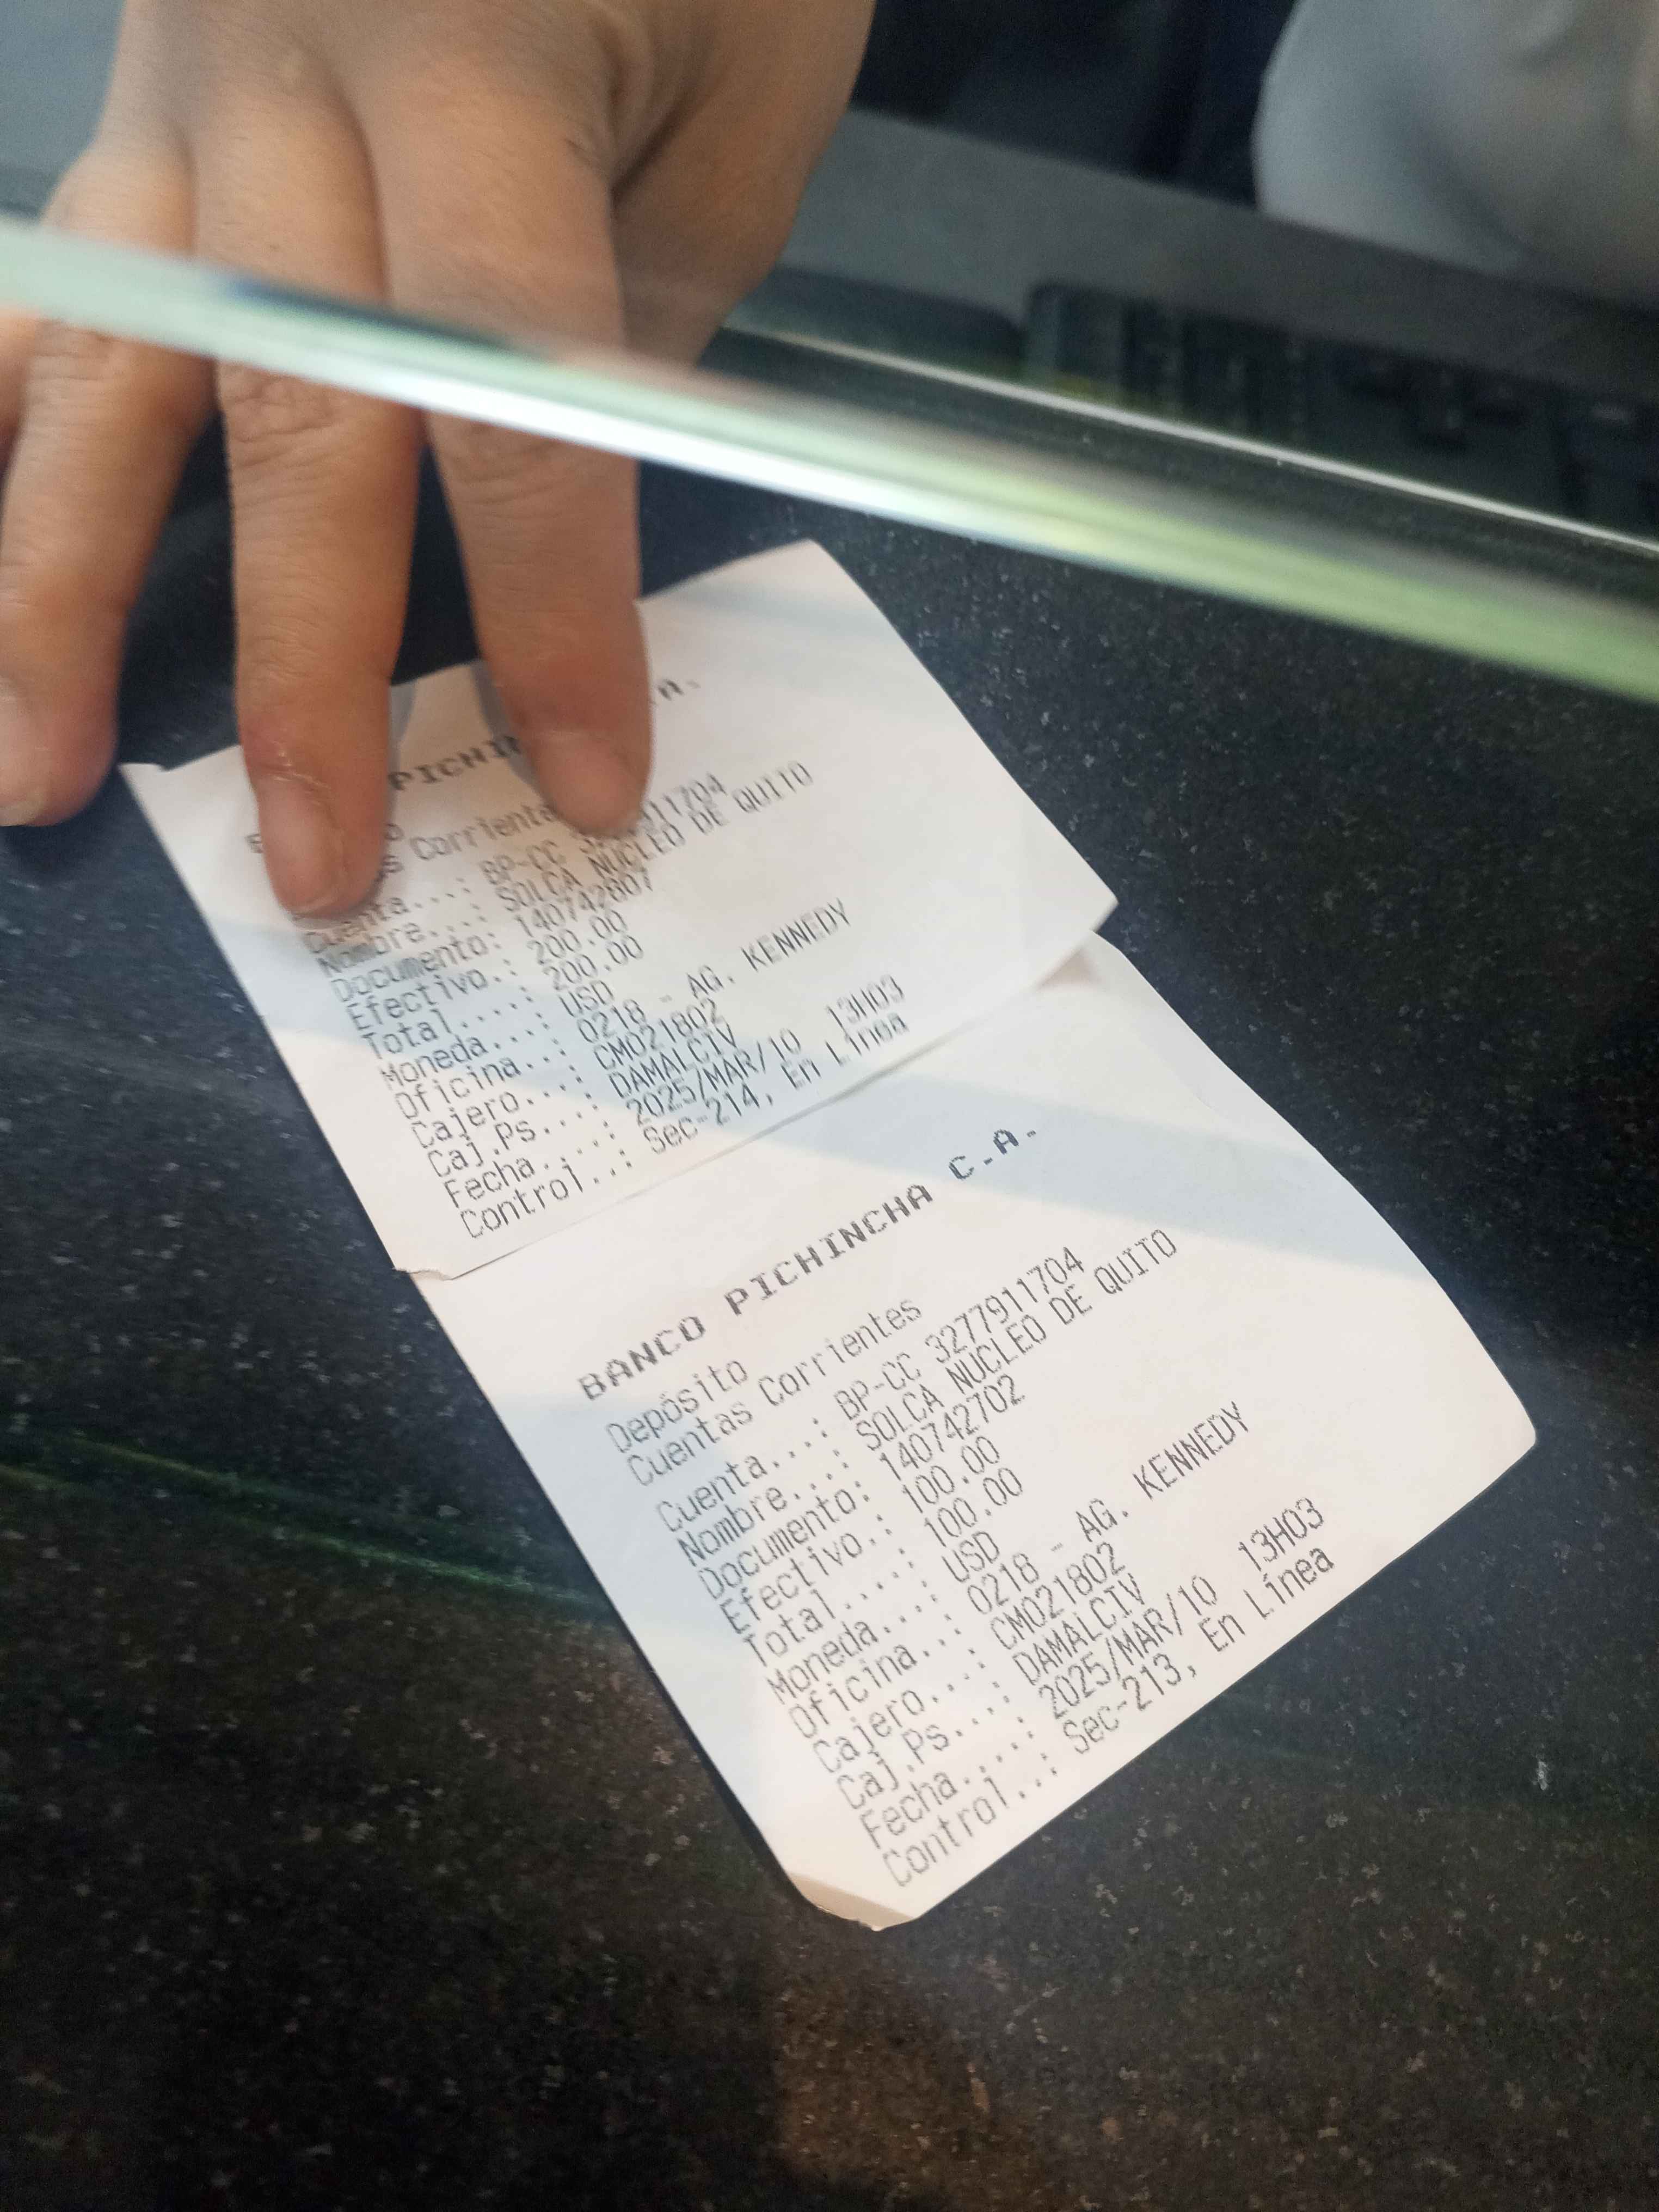 PICHIN A.
Corriente
Cuenta...: BP-CC 11704
Nombre...: SOLCA NUCLEO DE QUITO
Documento: 140742807
Efectivo.: 200.00
Total....: 200.00
Moneda...: USD
Oficina..: 0218 - AG. KENNEDY
Cajero...: CM021802
Caj.Ps...: DAMALCIV
Fecha....: 2025/MAR/10 13H03
Control..: Sec-214, En Línea
BANCO PICHINCHA C.A.
Depósito
Cuentas Corrientes
Cuenta...: BP-CC 3277911704
Nombre...: SOLCA NUCLEO DE QUITO
Documento: 140742702
Efectivo.: 100.00
Total....: 100.00
Moneda...: USD
Oficina..: 0218 - AG. KENNEDY
Cajero...: CM021802
Caj.Ps...: DAMALCIV
Fecha....: 2025/MAR/10 13H03
Control..: Sec-213, En Línea